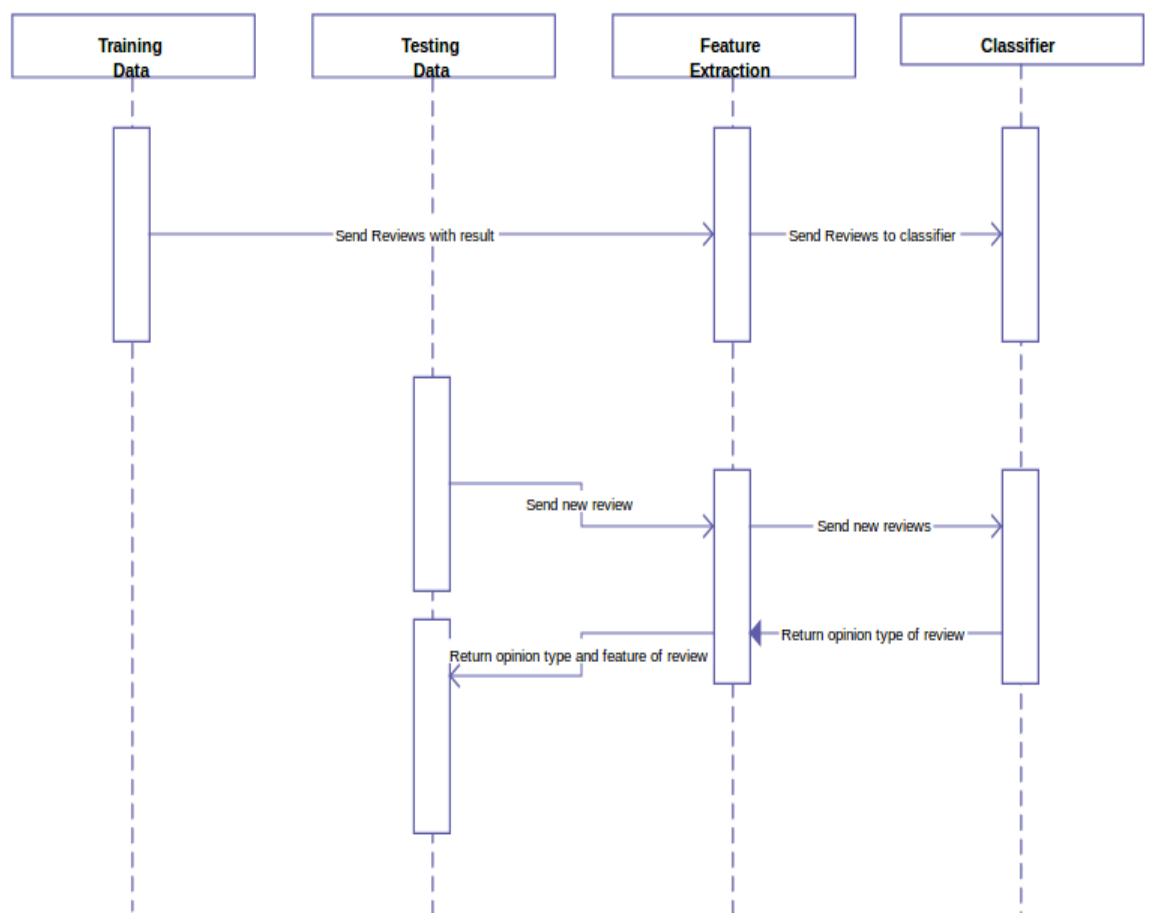 Training
Data
Testing
Data
Feature
Extraction
Classifier
Send Reviews with result
Send Reviews to classifier
Send new review
Send new reviews
Return opinion type of review
Return opinion type and feature of review